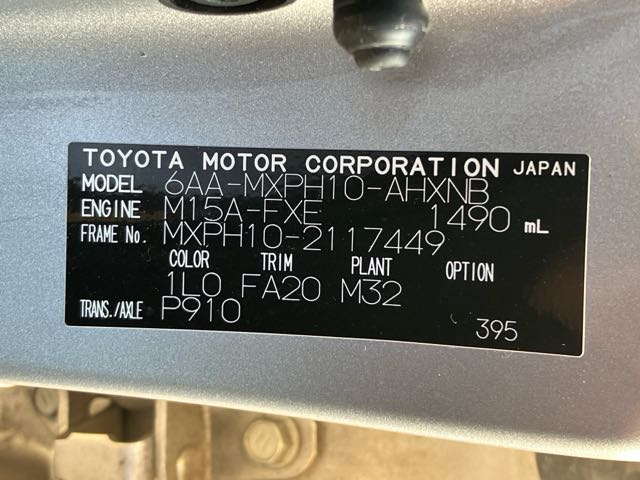 TOYOTA MOTOR CORPORATION JAPAN
MODEL 6AA-MXPH10-AHXNB
ENGINE M15A-FXE 1490 mL
FRAME No. MXPH10-2117449
COLOR TRIM PLANT OPTION
1L0 FA20 M32
TRANS./AXLE P910
395